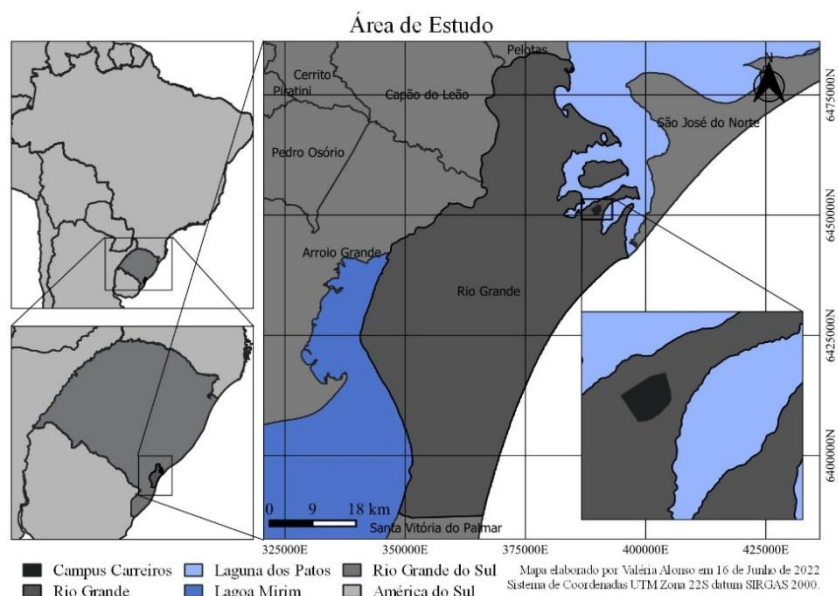 Área de Estudo
Pelotas
Cerrito
Piratini
Capão do Leão
São José do Norte
N
Pedro Osório
Arroio Grande
Rio Grande
0 9 18 km
Santa Vitória do Palmar
6475000N
6450000N
6425000N
6400000N
325000E 350000E 375000E 400000E 425000E
Campus Carreiros Laguna dos Patos Rio Grande do Sul
Rio Grande Lagoa Mirim América do Sul
Mapa elaborado por Valéria Alonso em 16 de Junho de 2022
Sistema de Coordenadas UTM Zona 22S datum SIRGAS 2000.